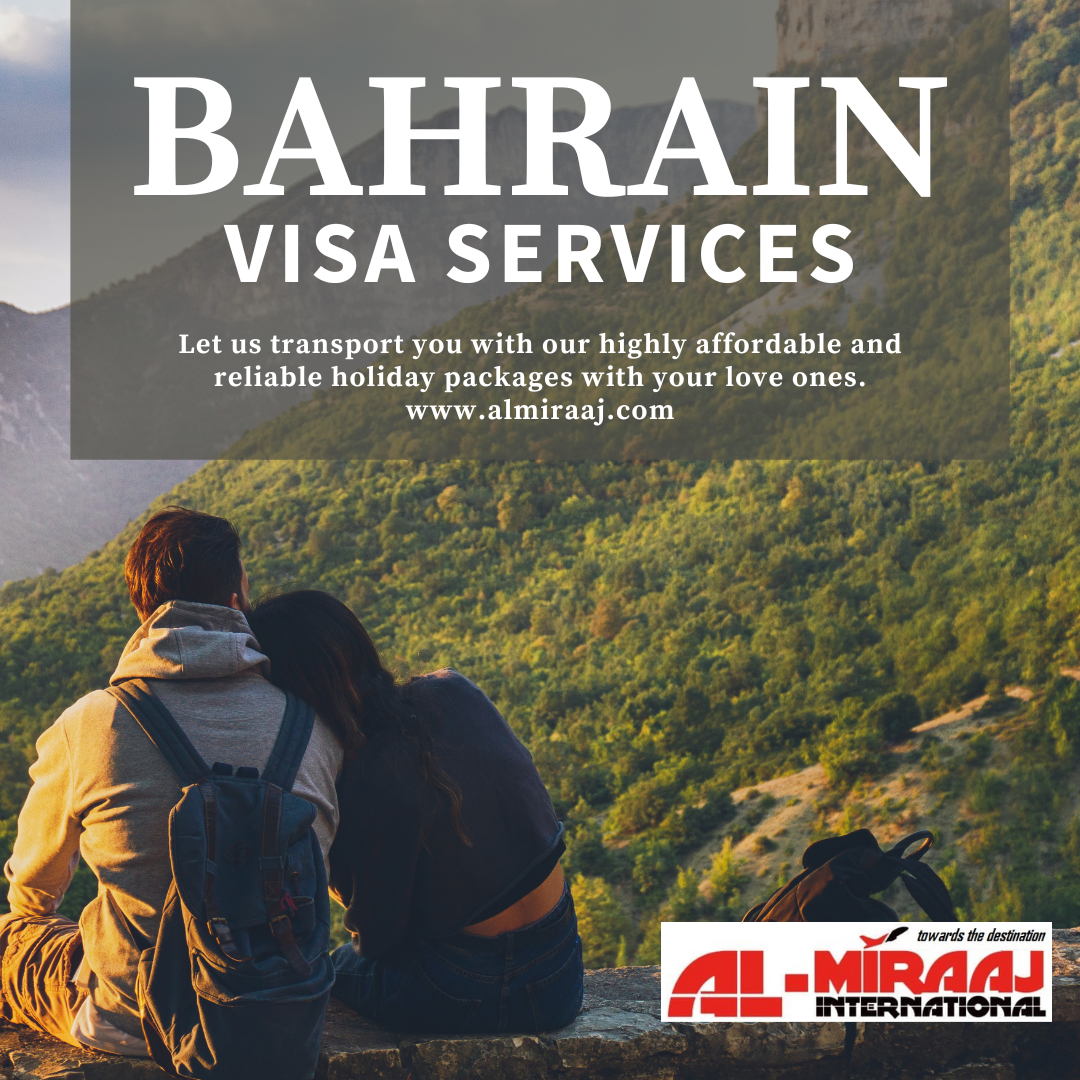 BAHRAIN
VISA SERVICES
Let us transport you with our highly affordable and
reliable holiday packages with your love ones.
www.almiraaj.com
towards the destination
AL-MIRAAJ
INTERNATIONAL